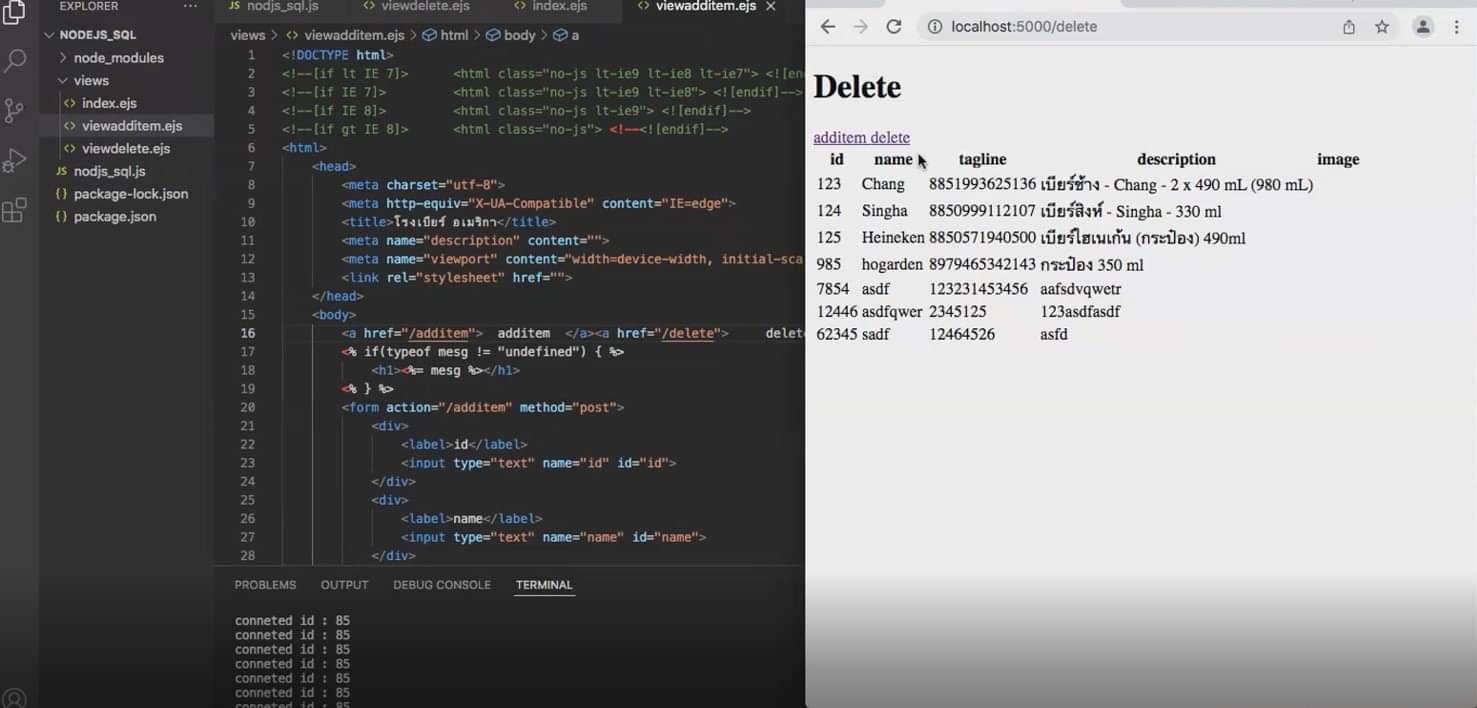 EXPLORER
NODEJS_SQL
node_modules
views
index.ejs
viewadditem.ejs
viewdelete.ejs
JS nodjs_sql.js
{} package-lock.json
{} package.json
JS nodjs_sql.js <> viewdelete.ejs <> index.ejs <> viewadditem.ejs
views > <> viewadditem.ejs > html > body > a
1 <!DOCTYPE html>
2 <!--[if lt IE 7]> <html class="no-js lt-ie9 lt-ie8 lt-ie7"> <![en
3 <!--[if IE 7]> <html class="no-js lt-ie9 lt-ie8"> <![endif]-->
4 <!--[if IE 8]> <html class="no-js lt-ie9"> <![endif]-->
5 <!--[if gt IE 8]> <html class="no-js"> <!--<![endif]-->
6 <html>
7 <head>
8 <meta charset="utf-8">
9 <meta http-equiv="X-UA-Compatible" content="IE=edge">
10 <title>โรงเบียร์ อเมริกา</title>
11 <meta name="description" content="">
12 <meta name="viewport" content="width=device-width, initial-sca
13 <link rel="stylesheet" href="">
14 </head>
15 <body>
16 <a href="/additem"> additem </a><a href="/delete"> delet
17 <% if(typeof mesg != "undefined") { %>
18 <h1><%= mesg %></h1>
19 <% } %>
20 <form action="/additem" method="post">
21 <div>
22 <label>id</label>
23 <input type="text" name="id" id="id">
24 </div>
25 <div>
26 <label>name</label>
27 <input type="text" name="name" id="name">
28 </div>
PROBLEMS OUTPUT DEBUG CONSOLE TERMINAL
conneted id : 85
conneted id : 85
conneted id : 85
conneted id : 85
conneted id : 85
conneted id : 85
conneted id : 85
localhost:5000/delete
Delete
additem delete
id name tagline description image
123 Chang 8851993625136 เบียร์ช้าง - Chang - 2 x 490 mL (980 mL)
124 Singha 8850999112107 เบียร์สิงห์ - Singha - 330 ml
125 Heineken 8850571940500 เบียร์ไฮเนเก้น (กระป๋อง) 490ml
985 hogarden 8979465342143 กระป๋อง 350 ml
7854 asdf 123231453456 aafsdvqwetr
12446 asdfqwer 2345125 123asdfasdf
62345 sadf 12464526 asfd